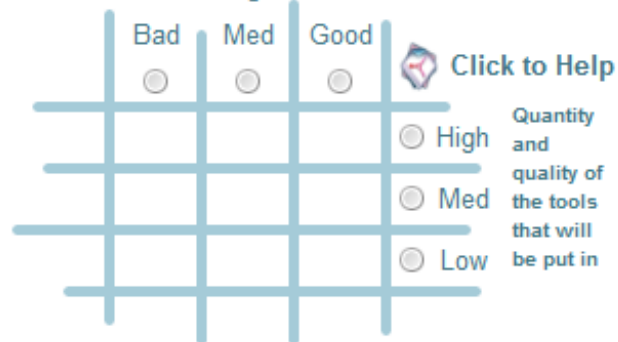 Bad Med Good
Click to Help
High
Med
Low
Quantity
and
quality of
the tools
that will
be put in